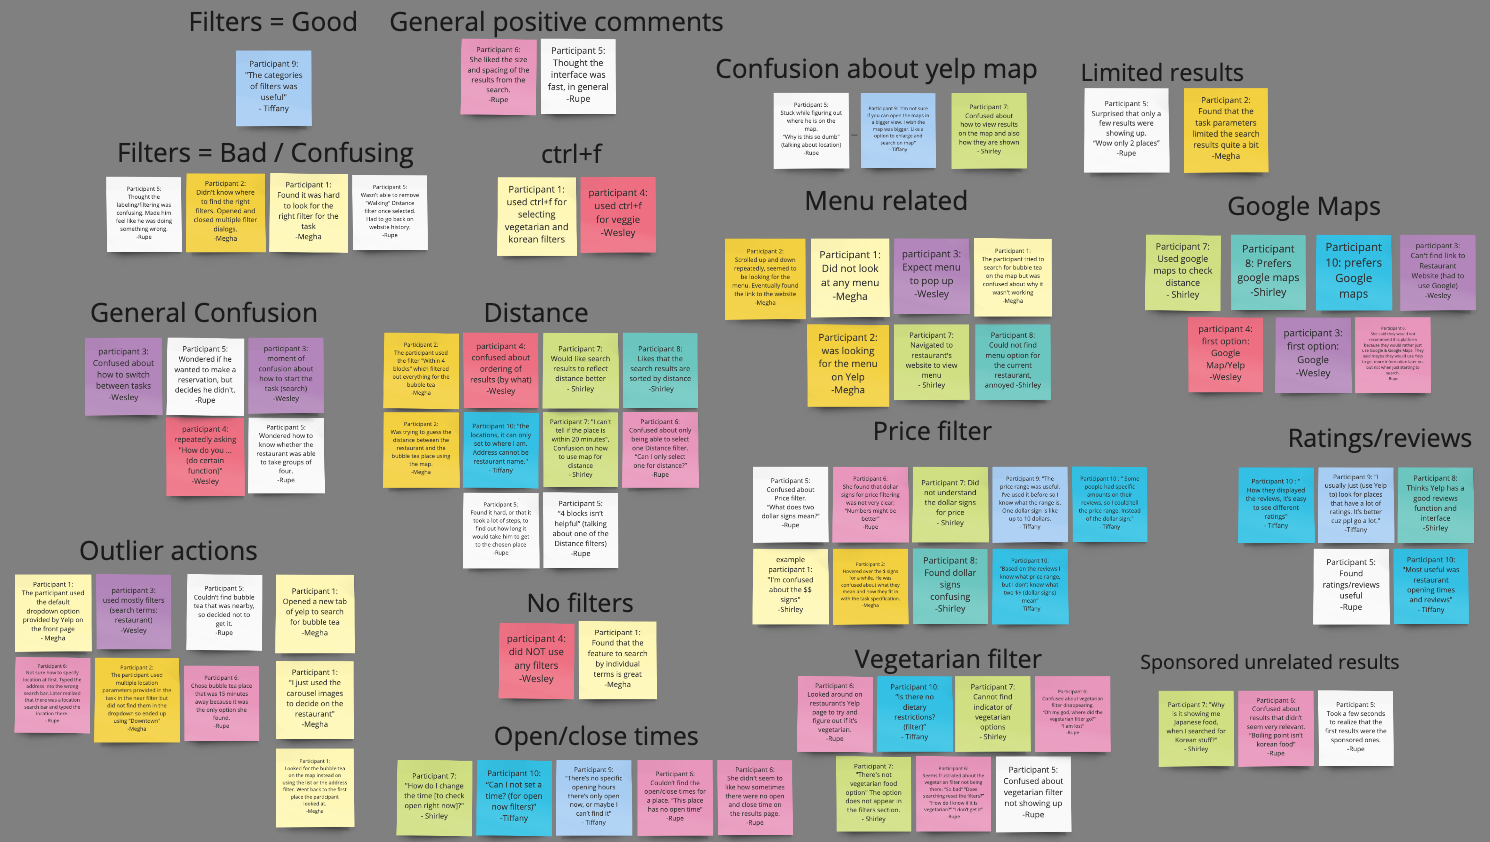 Filters = Good
Participant 9:
"The categories
of filters was
useful"
- Tiffany
General positive comments
Participant 6:
She liked the size
and spacing of the
results from the
search.
-Rupe
Participant 5:
Thought the
interface was
fast, in general
-Rupe
Confusion about yelp map
Participant 5:
Stuck while figuring out
where he is on the
map.
"Why is this so dumb"
(talking about location)
-Rupe
Participant 9: "I'm not sure
if you can open the maps in
a bigger view. I wish the
map was bigger. Like a
option to enlarge and
search on map"
-Tiffany
Participant 7:
Confused about
how to view results
on the map and also
how they are shown
- Shirley
Limited results
Participant 5:
Surprised that only a
few results were
showing up.
"Wow only 2 places"
-Rupe
Participant 2:
Found that the
task parameters
limited the search
results quite a bit
-Megha
Filters = Bad / Confusing
Participant 5:
Thought the
labeling/filtering was
confusing. Made him
feel like he was doing
something wrong.
-Rupe
Participant 2:
Didn't know where
to find the right
filters. Opened and
closed multiple filter
dialogs.
-Megha
Participant 1:
Found it was hard
to look for the
right filter for the
task
-Megha
Participant 5:
Wasn't able to remove
"Walking" Distance
filter once selected.
Had to go back on
website history.
-Rupe
ctrl+f
Participant 1:
used ctrl+f for
selecting
vegetarian and
korean filters
participant 4:
used ctrl+f
for veggie
-Wesley
Menu related
Participant 2:
Scrolled up and down
repeatedly, seemed to
be looking for the
menu. Eventually found
the link to the website
-Megha
Participant 1:
Did not look
at any menu
-Megha
participant 3:
Expect menu
to pop up
-Wesley
Participant 1:
The participant tried to
search for bubble tea
on the map but was
confused about why it
wasn't working
-Megha
Participant 2:
was looking
for the menu
on Yelp
-Megha
Participant 7:
Navigated to
restaurant's
website to view
menu
- Shirley
Participant 8:
Could not find
menu option for
the current
restaurant,
annoyed -Shirley
Google Maps
Participant 7:
Used google
maps to check
distance
- Shirley
Participant
8: Prefers
google maps
-Shirley
Participant
10: prefers
Google
maps
participant 3:
Can't find link to
Restaurant
Website (had to
use Google)
-Wesley
participant 4:
first option:
Google
Map/Yelp
-Wesley
participant 3:
first option:
Google
-Wesley
Participant 6:
-Rupe
General Confusion
participant 3:
Confused about
how to switch
between tasks
-Wesley
Participant 5:
Wondered if he
wanted to make a
reservation, but
decides he didn't.
-Rupe
participant 3:
moment of
confusion about
how to start the
task (search)
-Wesley
participant 4:
repeatedly asking
"How do you ...
(do certain
function)"
-Wesley
Participant 5:
Wondered how to
know whether the
restaurant was able
to take groups of
four.
-Rupe
Distance
Participant 2:
The participant used
the filter "Within 4
blocks" which filtered
out everything for the
bubble tea
-Megha
participant 4:
confused about
ordering of
results (by what)
-Wesley
Participant 7:
Would like search
results to reflect
distance better
- Shirley
Participant 8:
Likes that the
search results are
sorted by distance
-Shirley
Participant 2:
Was trying to guess the
distance between the
restaurant and the
bubble tea place using
the map.
-Megha
Participant 10: "the
locations, it can only
set to where I am.
Address cannot be
restaurant name."
- Tiffany
Participant 7: "I can't
tell if the place is
within 20 minutes",
Confusion on how
to use map for
distance
- Shirley
Participant 6:
Confused about only
being able to select
one Distance filter.
"Can I only select
one for distance?"
-Rupe
Participant 5:
Found it hard, or that it
took a lot of steps, to
find out how long it
would take him to get
to the chosen place
-Rupe
Participant 5:
"4 blocks isn't
helpful" (talking
about one of the
Distance filters)
-Rupe
Price filter
Participant 5:
Confused about
Price filter.
"What does two
dollar signs mean?"
-Rupe
Participant 6:
She found that dollar
signs for price filtering
was not very clear.
"Numbers might be
better"
-Rupe
Participant 7: Did
not understand
the dollar signs
for price
- Shirley
Participant 9: "The
price range was useful.
I've used it before so I
know what the range is.
One dollar sign is like
up to 10 dollars.
- Tiffany
Participant 10 : " Some
people had specific
amounts on their
reviews, so I could tell
the price range. Instead
of the dollar sign."
- Tiffany
example
participant 1:
"I'm confused
about the $$
signs"
-Shirley
Participant 2:
Hovered over the $ signs
for a while. He was
confused about what they
mean and how they fit in
with the task specification.
-Megha
Participant 8:
Found dollar
signs
confusing
-Shirley
Participant 10:
"Based on the reviews I
know what price range,
but I don't know what
two $$ (dollar signs)
mean"
Tiffany
Ratings/reviews
Participant 10 : "
How they displayed
the reviews, it's easy
to see different
ratings"
- Tiffany
Participant 9: "I
usually just (use Yelp
to) look for places
that have a lot of
ratings. It's better
cuz ppl go a lot."
-Tiffany
Participant 8:
Thinks Yelp has a
good reviews
function and
interface
-Shirley
Participant 5:
Found
ratings/reviews
useful
-Rupe
Participant 10:
"Most useful was
restaurant
opening times
and reviews"
- Tiffany
Outlier actions
Participant 1:
The participant used
the default
dropdown option
provided by Yelp on
the front page
- Megha
participant 3:
used mostly filters
(search terms:
restaurant)
-Wesley
Participant 5:
Couldn't find bubble
tea that was nearby,
so decided not to
get it.
-Rupe
Participant 1:
Opened a new tab
of yelp to search
for bubble tea
-Megha
Participant 6:
Not sure how to specify
location at first. Typed the
address into the wrong
search bar. Later realized
that there was a location
search bar and typed the
location there.
-Rupe
Participant 2:
The participant used
multiple location
parameters provided in the
task in the near filter but
did not find them in the
dropdown so ended up
using "Downtown"
-Megha
Participant 6:
Chose bubble tea place
that was 15 minutes
away because it was
the only option she
found.
-Rupe
Participant 1:
"I just used the
carousel images
to decide on the
restaurant"
-Megha
Participant 1:
Looked for the bubble tea
on the map instead on
using the list or the address
filter. Went back to the first
place the participant
looked at.
-Megha
No filters
participant 4:
did NOT use
any filters
-Wesley
Participant 1:
Found that the
feature to search
by individual
terms is great
-Megha
Open/close times
Participant 7:
"How do I change
the time [to check
open right now]?"
- Shirley
Participant 10:
"Can I not set a
time? (for open
now filters)"
-Tiffany
Participant 9:
"There's no specific
opening hours
there's only open
now, or maybe I
can't find it"
- Tiffany
Participant 6:
Couldn't find the
open/close times for
a place. "This place
has no open time"
-Rupe
Participant 6:
She didn't seem to
like how sometimes
there were no open
and close time on
the results page.
-Rupe
Vegetarian filter
Participant 6:
Looked around on
restaurant's Yelp
page to try and
figure out if it's
vegetarian.
-Rupe
Participant 10:
"Is there no
dietary
restrictions?
(filter)"
- Tiffany
Participant 7:
Cannot find
indicator of
vegetarian
options
- Shirley
Participant 6:
Confused about vegetarian
filter disappearing.
"Oh my god, where did the
vegetarian filter go?"
"I am lost"
-Rupe
Participant 7:
"There's not
vegetarian food
option" The option
does not appear in
the filters section.
- Shirley
Participant 6:
Seems frustrated about the
vegetarian filter not being
there. "So bad" "Does
searching reset the filters?"
"How do I know if it is
vegetarian?" "I don't get it"
-Rupe
Participant 5:
Confused about
vegetarian filter
not showing up
-Rupe
Sponsored unrelated results
Participant 7: "Why
is it showing me
Japanese food,
when I searched for
Korean stuff?"
- Shirley
Participant 6:
Confused about
results that didn't
seem very relevant.
"Boiling point isn't
korean food"
-Rupe
Participant 5:
Took a few seconds
to realize that the
first results were the
sponsored ones.
-Rupe